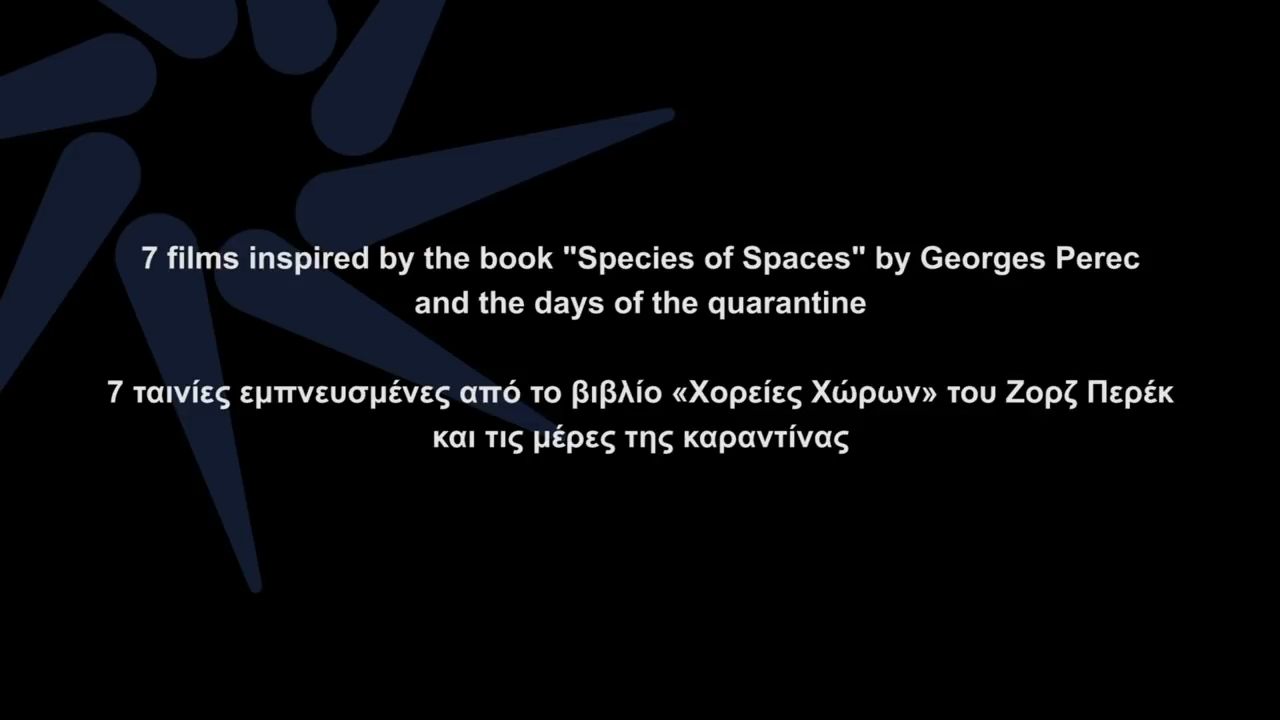 7 films inspired by the book "Species of Spaces" by Georges Perec
and the days of the quarantine
7 ταινίες εμπνευσμένες από το βιβλίο «Χορείες Χώρων» του Ζορζ Περέκ
και τις μέρες της καραντίνας